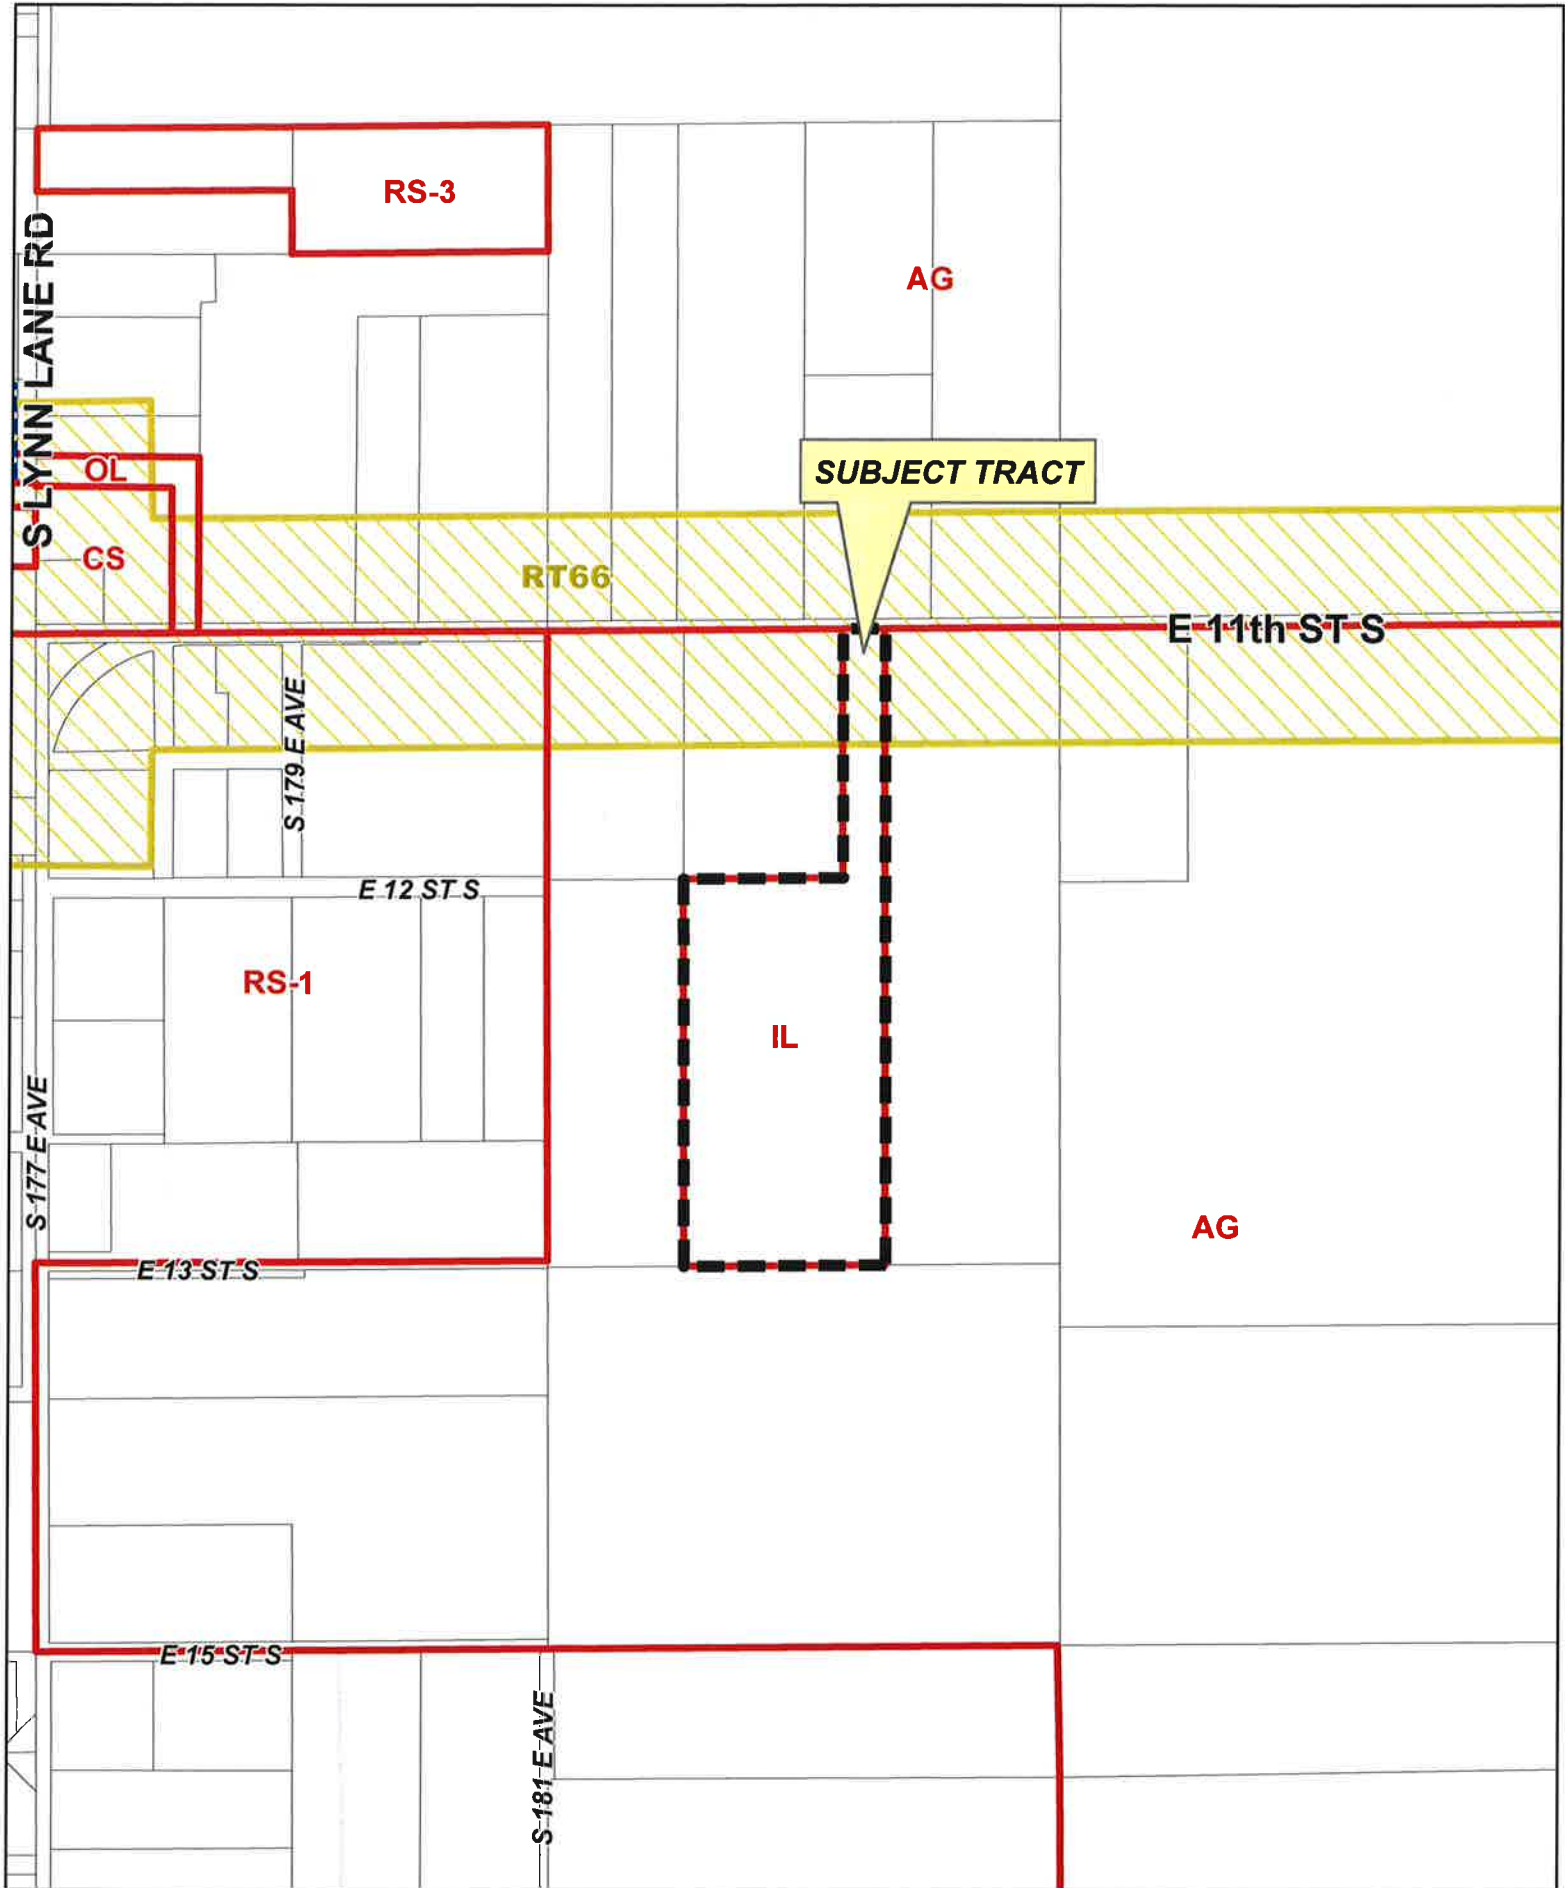 RS-3
S LYNN LANE RD
AG
SUBJECT TRACT
OL
CS
RT66
E 11th ST S
S 179 E AVE
E 12 ST S
RS-1
IL
S 177 E AVE
AG
E 13 ST S
E 15 ST S
S 181 E AVE